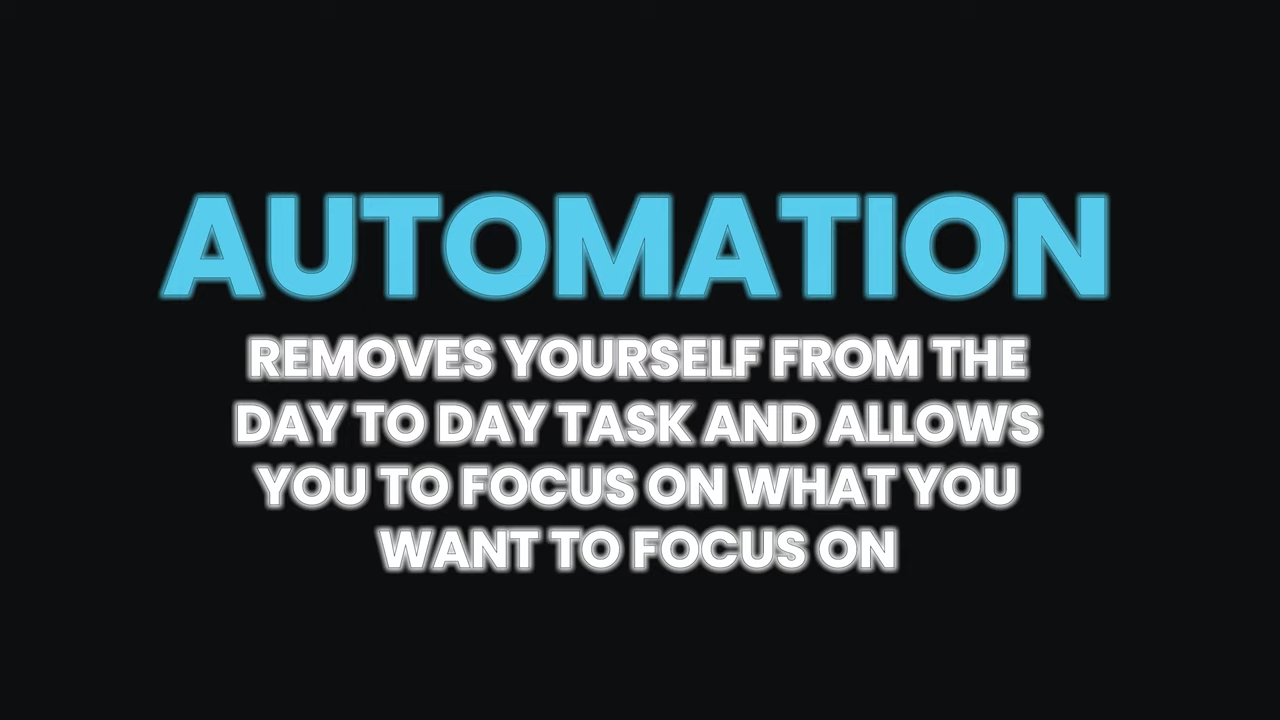 AUTOMATION
REMOVES YOURSELF FROM THE
DAY TO DAY TASK AND ALLOWS
YOU TO FOCUS ON WHAT YOU
WANT TO FOCUS ON